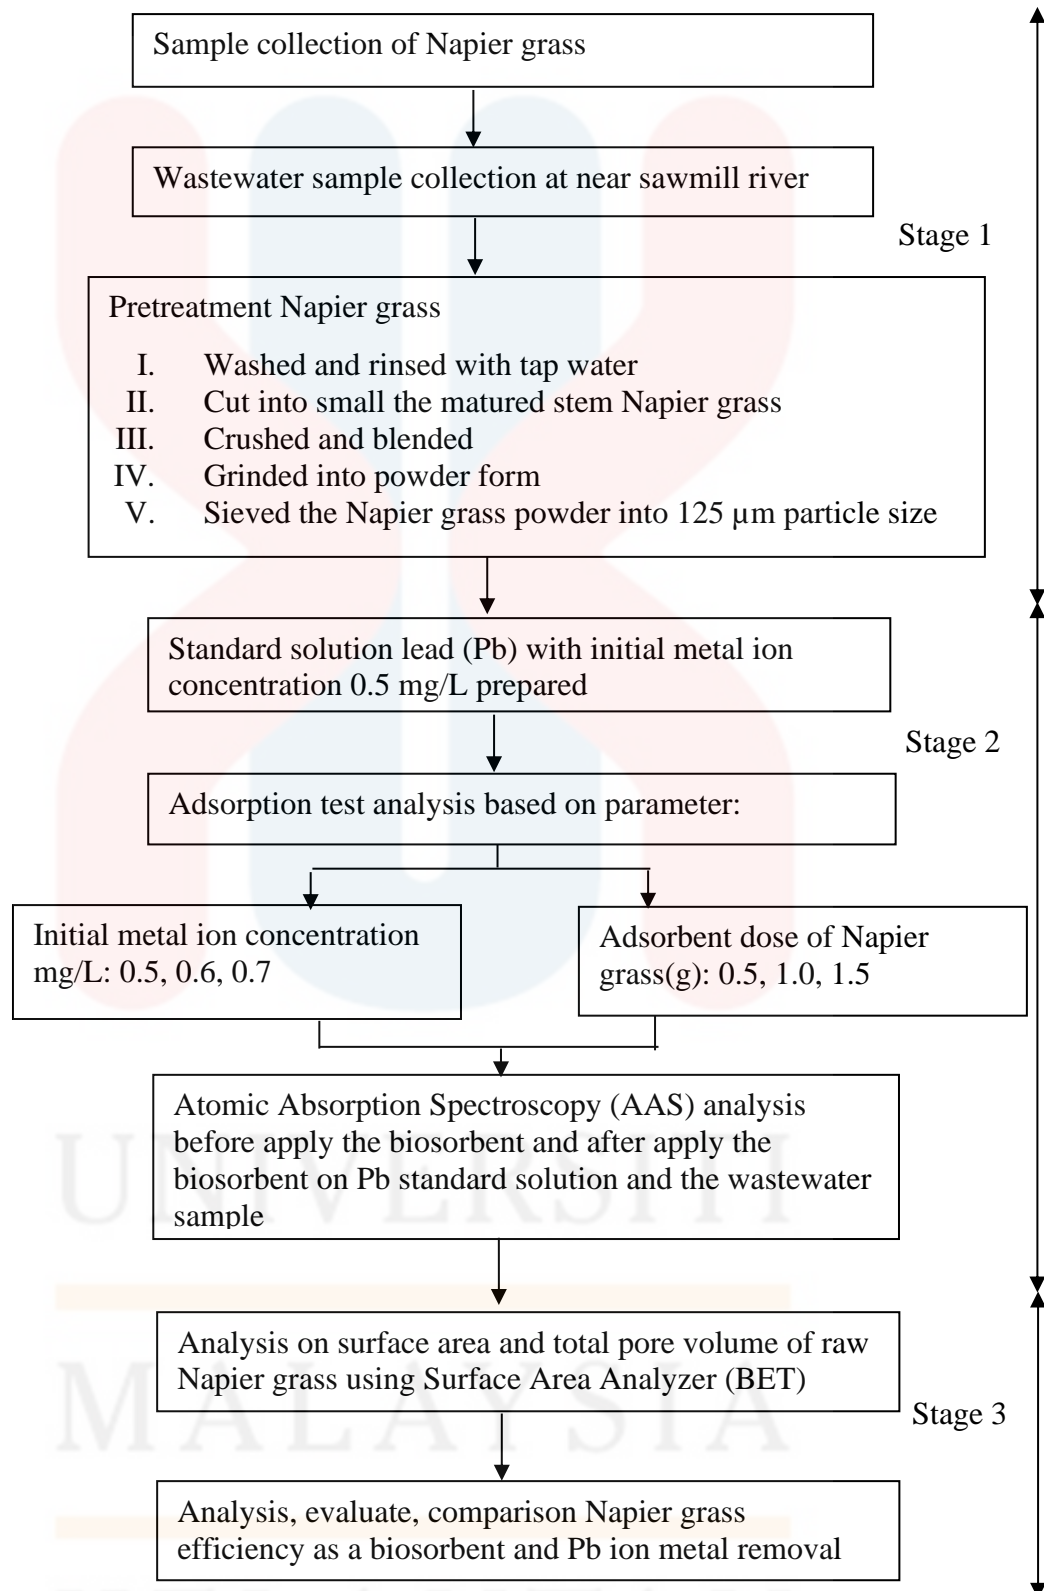 Sample collection of Napier grass
Wastewater sample collection at near sawmill river
Stage 1
Pretreatment Napier grass
I. Washed and rinsed with tap water
II. Cut into small the matured stem Napier grass
III. Crushed and blended
IV. Grinded into powder form
V. Sieved the Napier grass powder into 125 µm particle size
Standard solution lead (Pb) with initial metal ion
concentration 0.5 mg/L prepared
Stage 2
Adsorption test analysis based on parameter:
Initial metal ion concentration
mg/L: 0.5, 0.6, 0.7
Adsorbent dose of Napier
grass(g): 0.5, 1.0, 1.5
Atomic Absorption Spectroscopy (AAS) analysis
before apply the biosorbent and after apply the
biosorbent on Pb standard solution and the wastewater
sample
UNIVERSITI
Analysis on surface area and total pore volume of raw
Napier grass using Surface Area Analyzer (BET)
MALAYSIA
Stage 3
Analysis, evaluate, comparison Napier grass
efficiency as a biosorbent and Pb ion metal removal